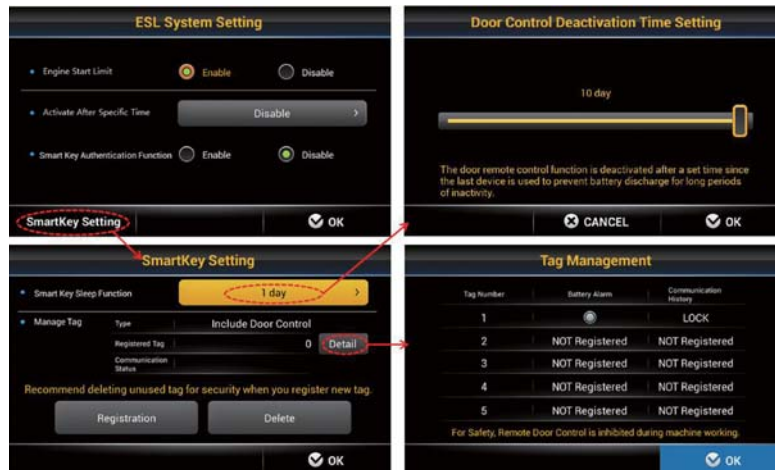 ESL System Setting
Engine Start Limit Enable Disable
Activate After Specific Time Disable >
Smart Key Authentication Function Enable Disable
SmartKey Setting OK
Door Control Deactivation Time Setting
10 day
The door remote control function is deactivated after a set time since
the last device is used to prevent battery discharge for long periods
of inactivity.
CANCEL OK
SmartKey Setting
Smart Key Sleep Function 1 day >
Manage Tag Type Include Door Control
Registered Tag 0 Detail
Communication
Status
Recommend deleting unused tag for security when you register new tag.
Registration Delete
OK
Tag Management
Tag Number Battery Alarm Communication
History
1 LOCK
2 NOT Registered NOT Registered
3 NOT Registered NOT Registered
4 NOT Registered NOT Registered
5 NOT Registered NOT Registered
For Safety, Remote Door Control is inhibited during machine working.
OK